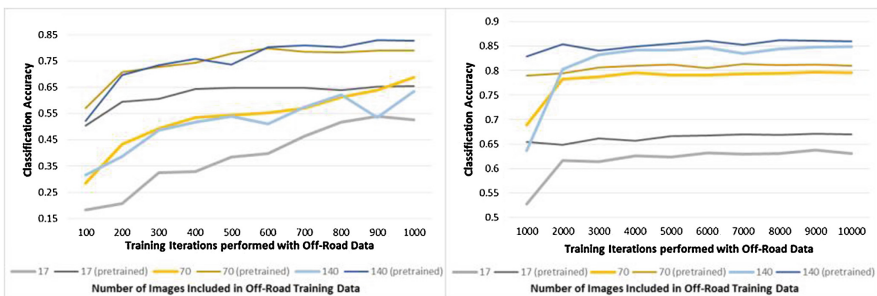 Classification Accuracy
0.85
0.75
0.65
0.55
0.45
0.35
0.25
0.15
100 200 300 400 500 600 700 800 900 1000
Training Iterations performed with Off-Road Data
17 17 (pretrained) 70 70 (pretrained) 140 140 (pretrained)
Number of Images Included in Off-Road Training Data
Classification Accuracy
0.9
0.85
0.8
0.75
0.7
0.65
0.6
0.55
0.5
1000 2000 3000 4000 5000 6000 7000 8000 9000 10000
Training Iterations performed with Off-Road Data
17 17 (pretrained) 70 70 (pretrained) 140 140 (pretrained)
Number of Images Included in Off-Road Training Data